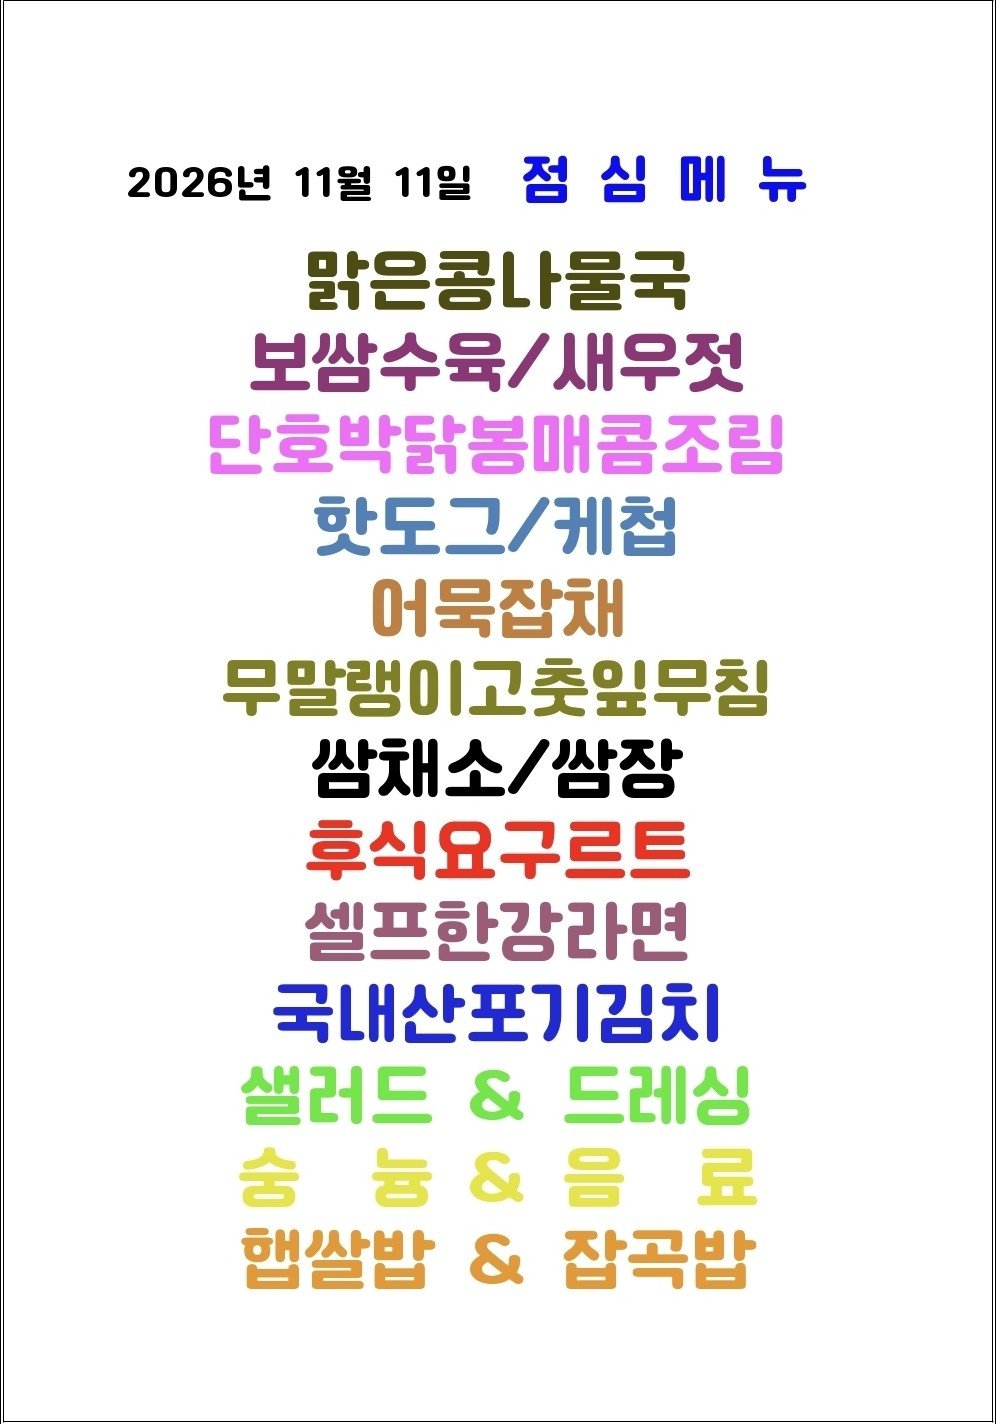 2026년 11월 11일 점 심 메 뉴
맑은콩나물국
보쌈수육/새우젓
단호박닭봉매콤조림
핫도그/케첩
어묵잡채
무말랭이고춧잎무침
쌈채소/쌈장
후식요구르트
셀프한강라면
국내산포기김치
샐러드 & 드레싱
숭 늉 & 음 료
햅쌀밥 & 잡곡밥